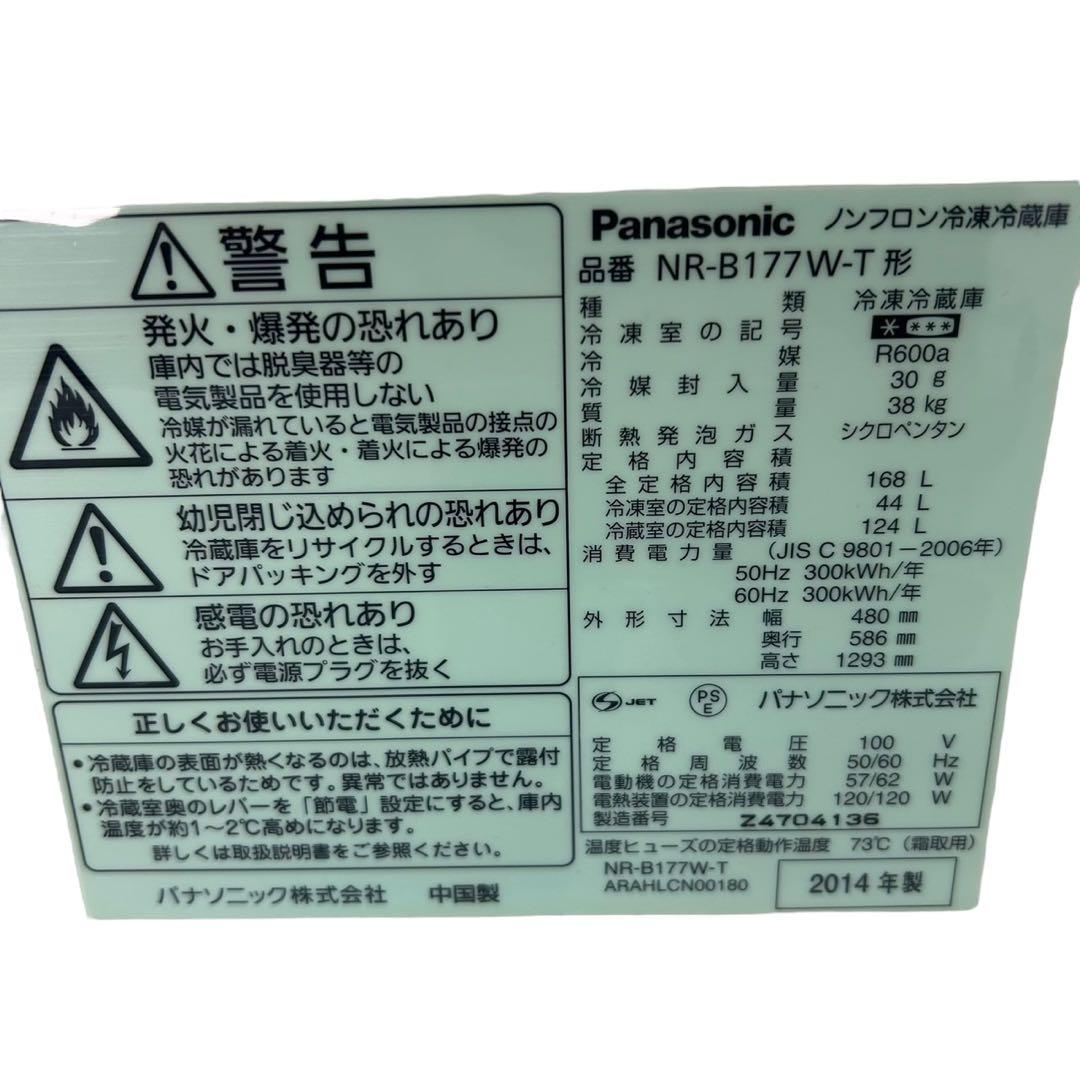 警告
発火・爆発の恐れあり
庫内では脱臭器等の
電気製品を使用しない
冷媒が漏れていると電気製品の接点の
火花による着火・着火による爆発の
恐れがあります
幼児閉じ込められの恐れあり
冷蔵庫をリサイクルするときは、
ドアパッキングを外す
感電の恐れあり
お手入れのときは、
必ず電源プラグを抜く
正しくお使いいただくために
・冷蔵庫の表面が熱くなるのは、放熱パイプで露付
防止をしているためです。異常ではありません。
・冷蔵室奥のレバーを「節電」設定にすると、庫内
温度が約1〜2℃高めになります。
詳しくは取扱説明書をご参照ください。
パナソニック株式会社 中国製
Panasonic ノンフロン冷凍冷蔵庫
品番 NR-B177W-T形
種類 冷凍冷蔵庫
冷凍室の記号 * ***
冷媒 R600a
冷媒封入量 30 g
質量 38 kg
断熱発泡ガス シクロペンタン
定格内容積
全定格内容積 168 L
冷凍室の定格内容積 44 L
冷蔵室の定格内容積 124 L
消費電力量 (JIS C 9801-2006年)
50Hz 300kWh/年
60Hz 300kWh/年
外形寸法 幅 480 mm
奥行 586 mm
高さ 1293 mm
JET PSE パナソニック株式会社
定格電圧 100 V
定格周波数 50/60 Hz
電動機の定格消費電力 57/62 W
電熱装置の定格消費電力 120/120 W
製造番号 Z4704136
温度ヒューズの定格動作温度 73℃ (霜取用)
NR-B177W-T
ARAHLCN00180
2014年製